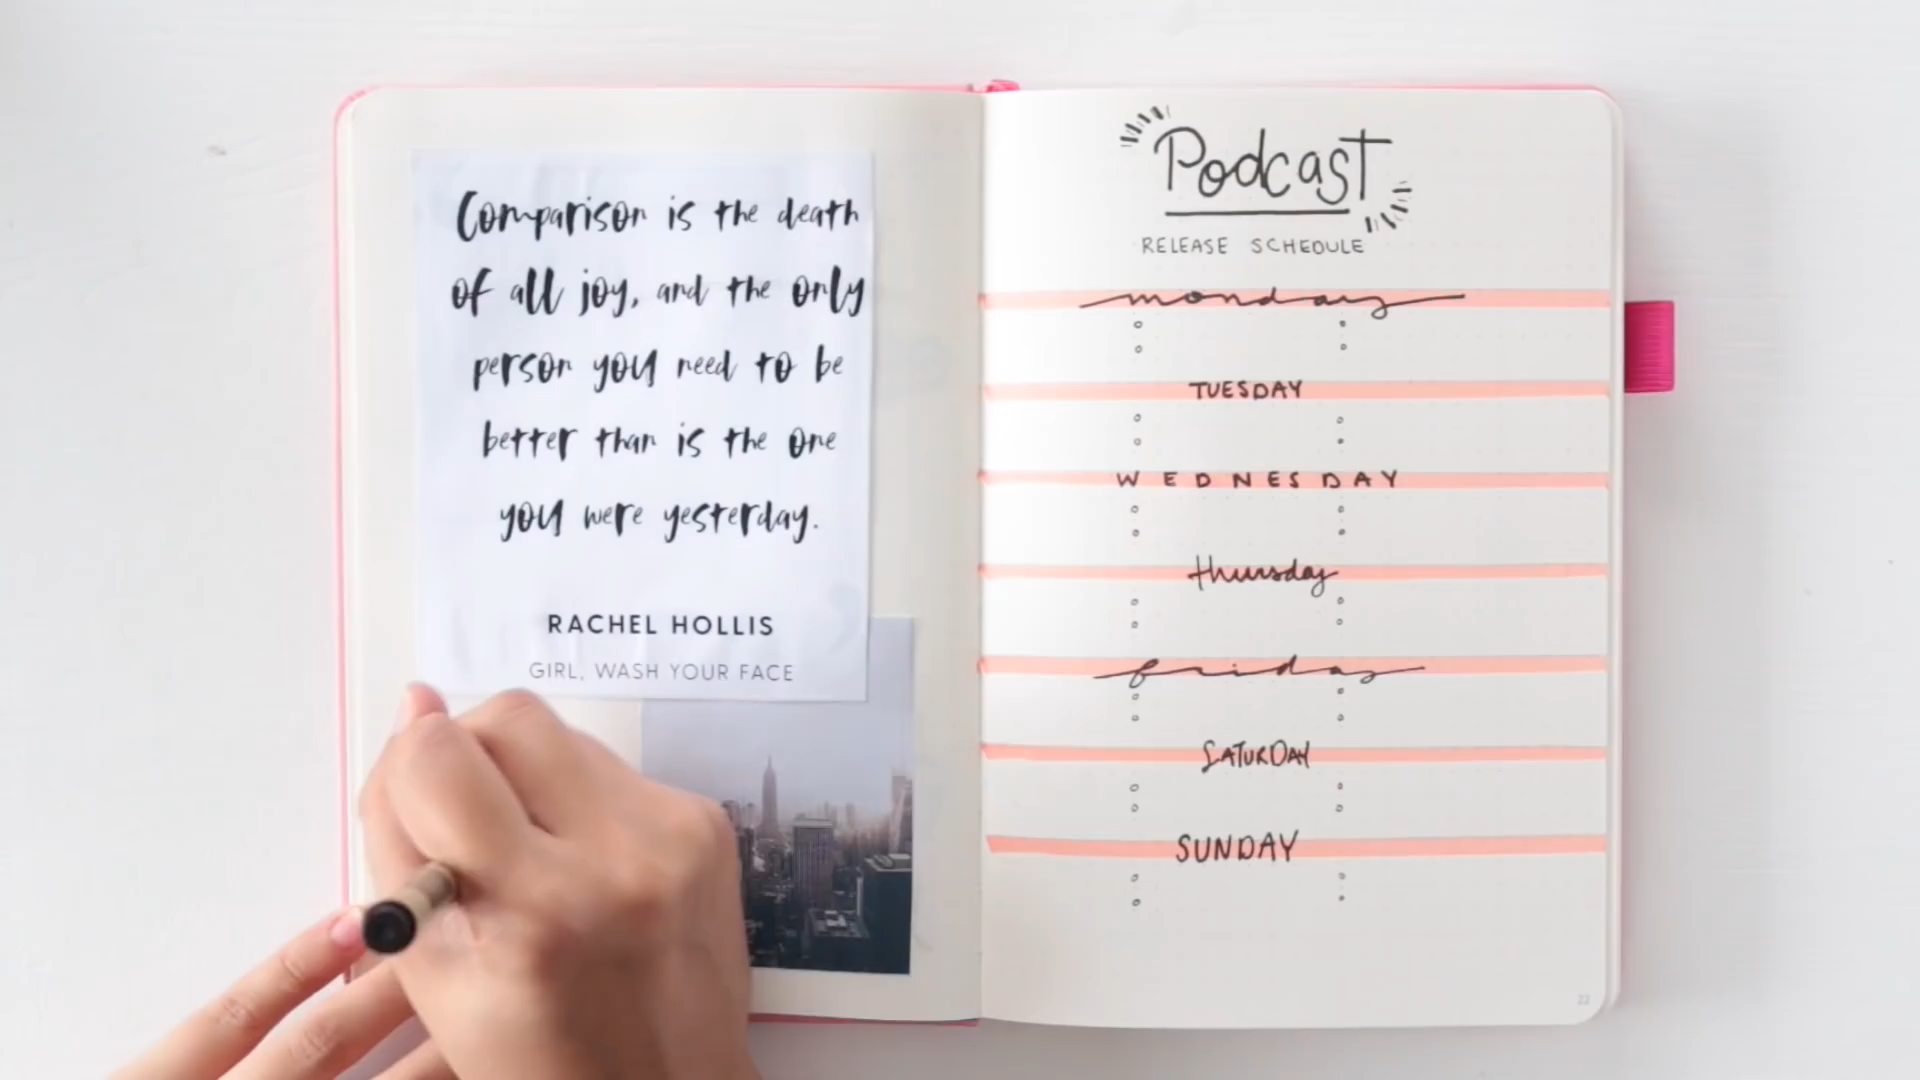 Comparison is the death
of all joy, and the only
person you need to be
better than is the one
you were yesterday.
RACHEL HOLLIS
GIRL, WASH YOUR FACE
Podcast
RELEASE SCHEDULE
monday
TUESDAY
WEDNESDAY
thursday
friday
SATURDAY
SUNDAY
22